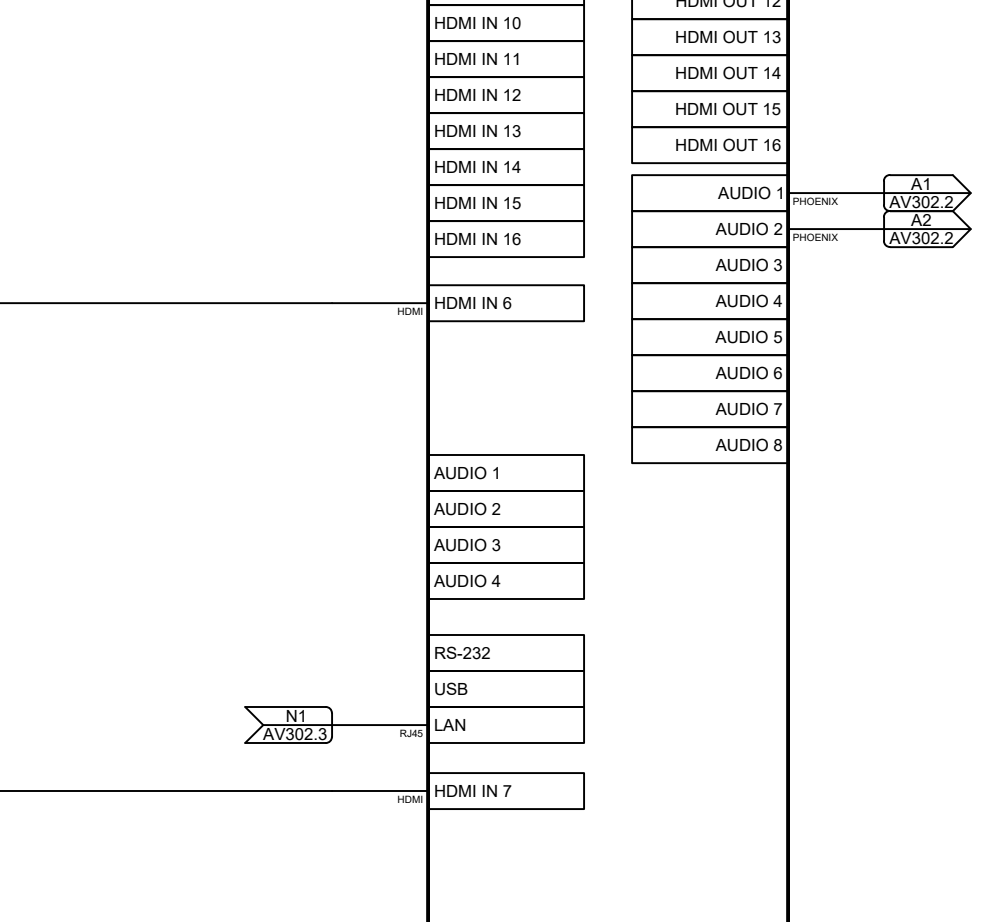 HDMI IN 10
HDMI IN 11
HDMI IN 12
HDMI IN 13
HDMI IN 14
HDMI IN 15
HDMI IN 16
HDMI
HDMI IN 6
AUDIO 1
AUDIO 2
AUDIO 3
AUDIO 4
RS-232
USB
N1
AV302.3
RJ45
LAN
HDMI
HDMI IN 7
HDMI OUT 12
HDMI OUT 13
HDMI OUT 14
HDMI OUT 15
HDMI OUT 16
AUDIO 1
PHOENIX
A1
AV302.2
AUDIO 2
PHOENIX
A2
AV302.2
AUDIO 3
AUDIO 4
AUDIO 5
AUDIO 6
AUDIO 7
AUDIO 8